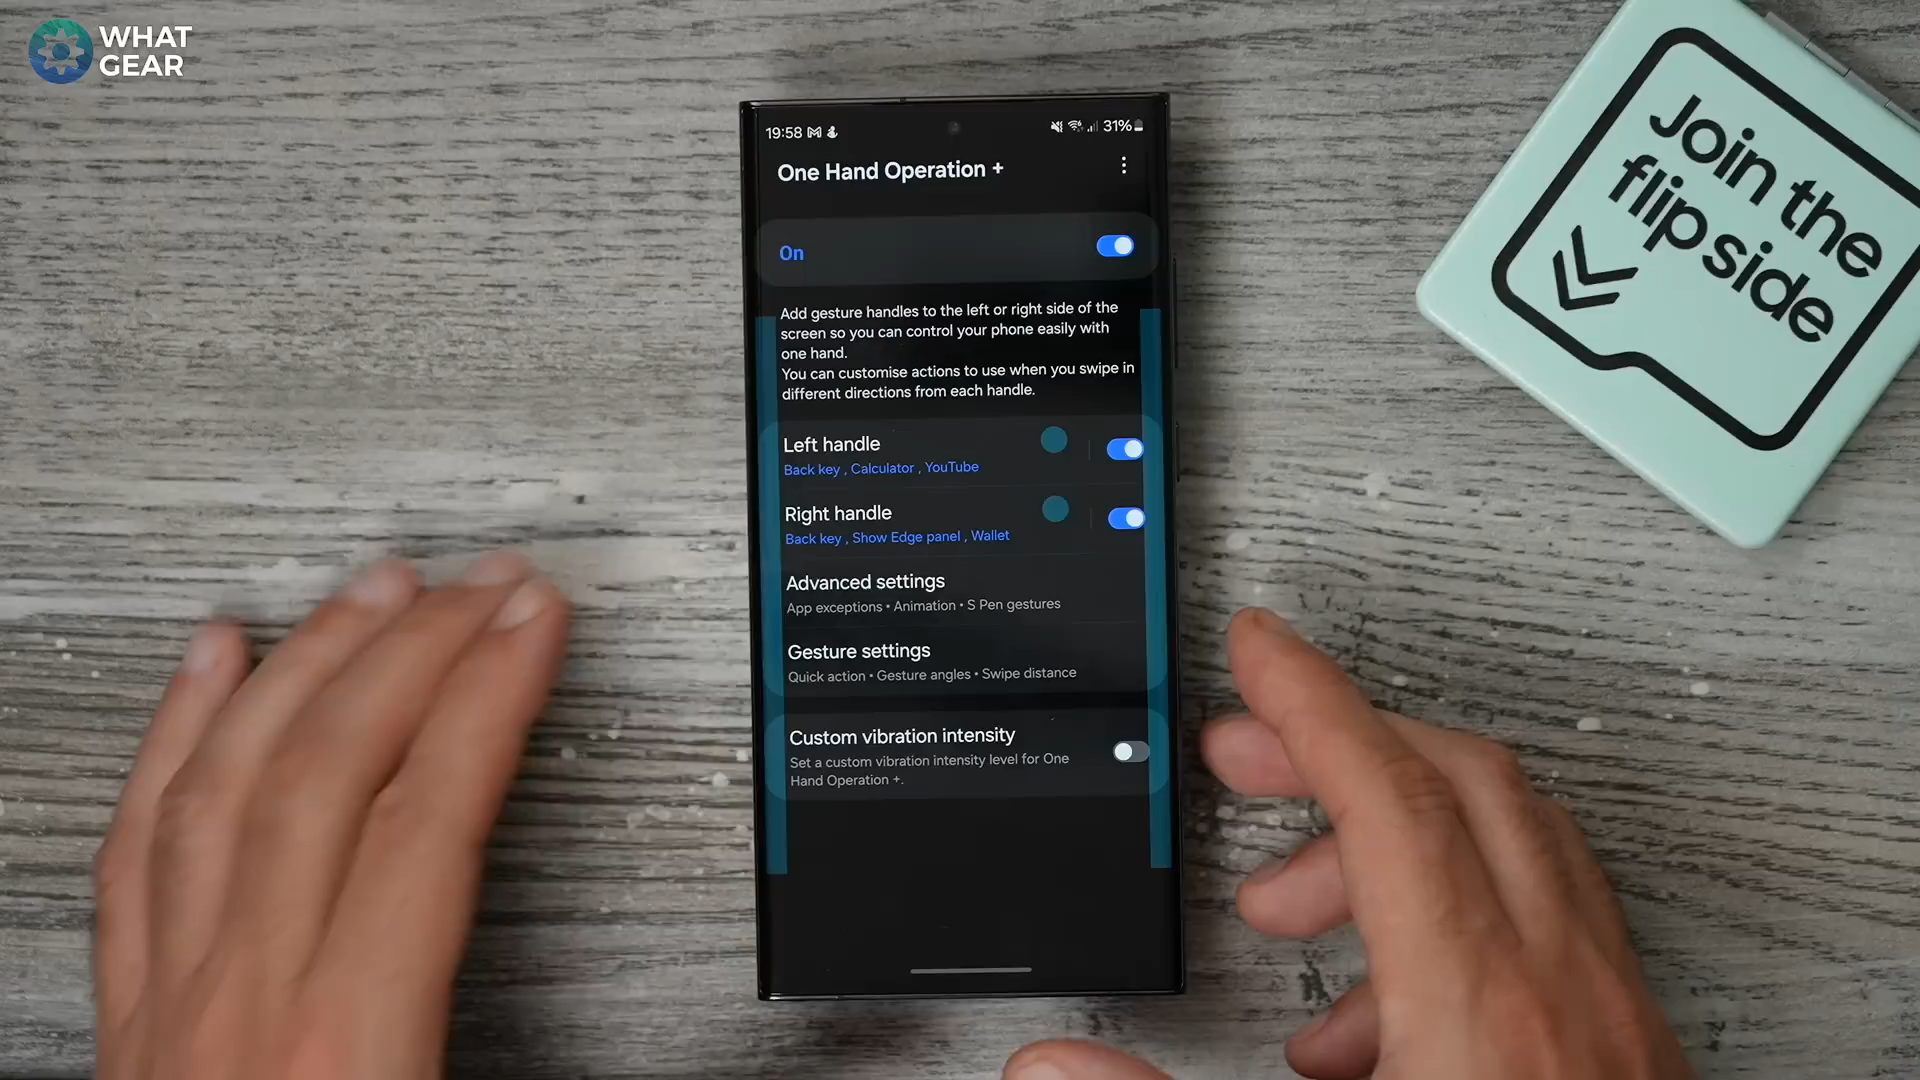 WHAT
GEAR
19:58
31%
One Hand Operation +
On
Add gesture handles to the left or right side of the
screen so you can control your phone easily with
one hand.
You can customise actions to use when you swipe in
different directions from each handle.
Left handle
Back key , Calculator , YouTube
Right handle
Back key , Show Edge panel , Wallet
Advanced settings
App exceptions • Animation • S Pen gestures
Gesture settings
Quick action • Gesture angles • Swipe distance
Custom vibration intensity
Set a custom vibration intensity level for One
Hand Operation +.
Join the
flip side